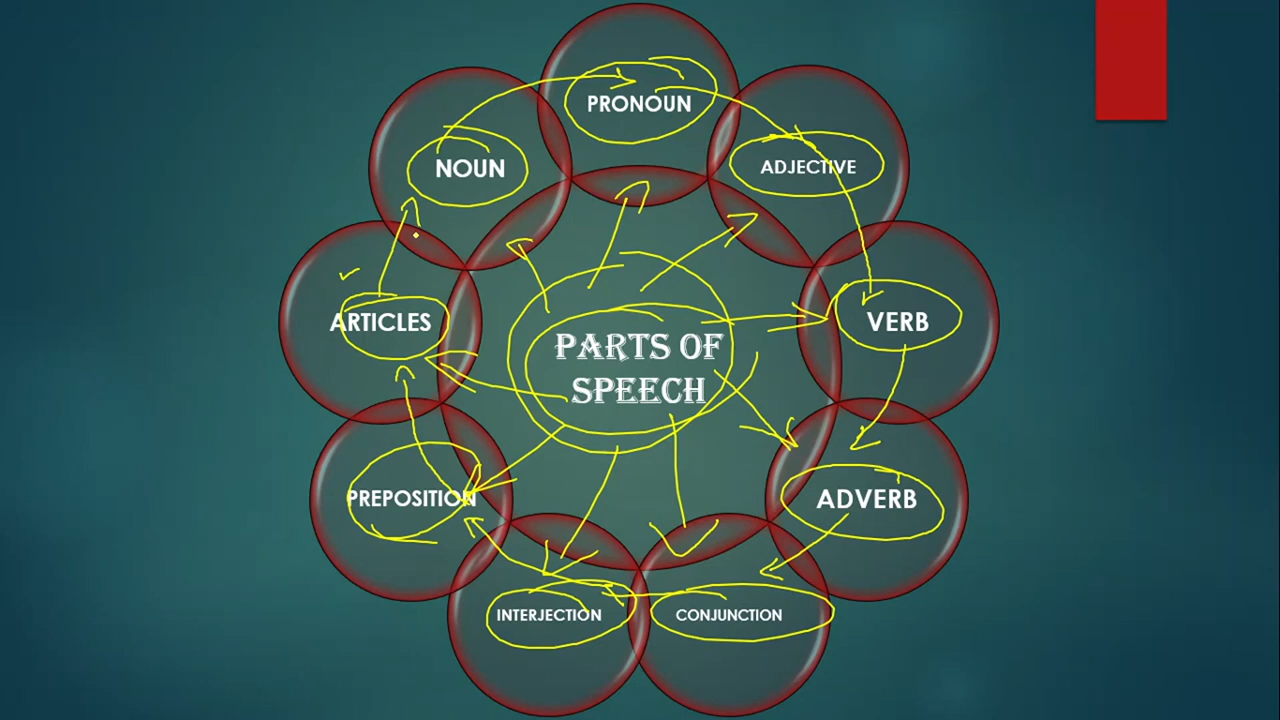 PRONOUN
NOUN
ADJECTIVE
ARTICLES
VERB
PARTS OF
SPEECH
PREPOSITION
ADVERB
INTERJECTION
CONJUNCTION